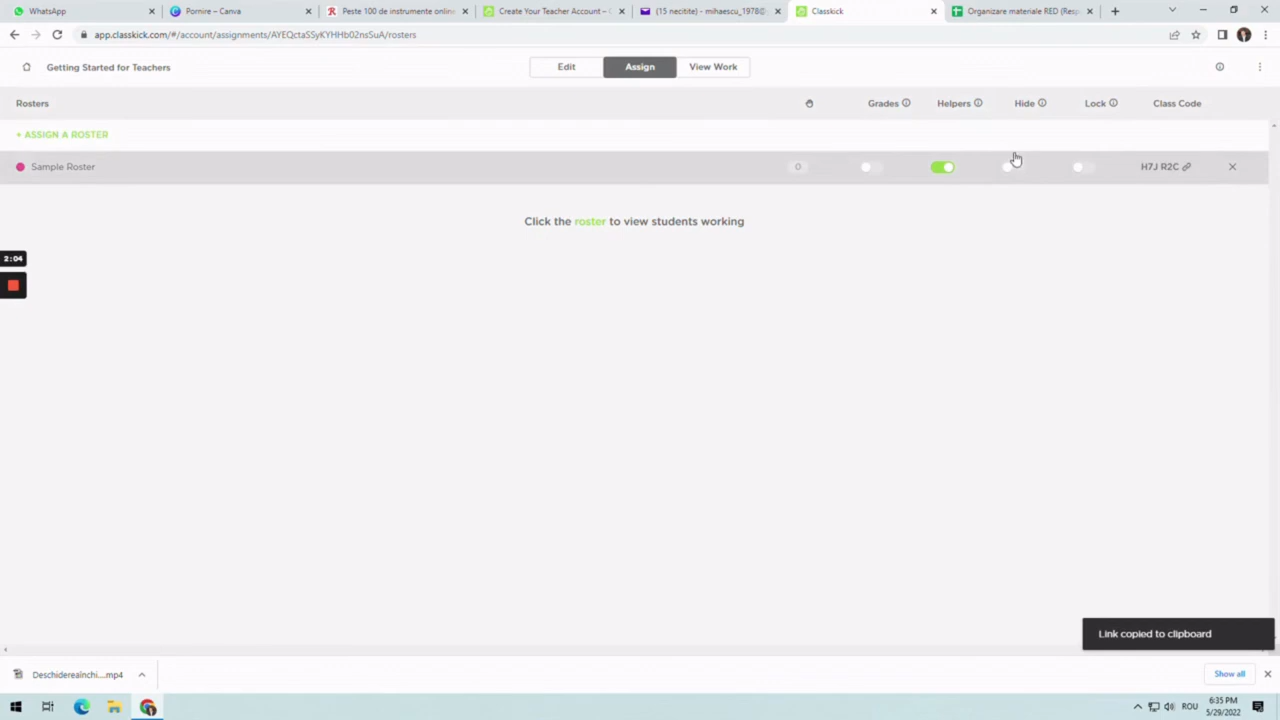 WhatsApp
Pornire – Canva
Peste 100 de instrumente online
Create Your Teacher Account – C
(15 necitite) - mihaescu_1978@
Classkick
Organizare materiale RED (Resp
app.classkick.com/#/account/assignments/AYEQctaSSyKYHHb02nsSuA/rosters
Getting Started for Teachers
Edit
Assign
View Work
Rosters
Grades
Helpers
Hide
Lock
Class Code
+ ASSIGN A ROSTER
Sample Roster
0
H7J R2C
Click the roster to view students working
2:04
Link copied to clipboard
Deschidereaînchi....mp4
Show all
ROU
6:35 PM
5/29/2022